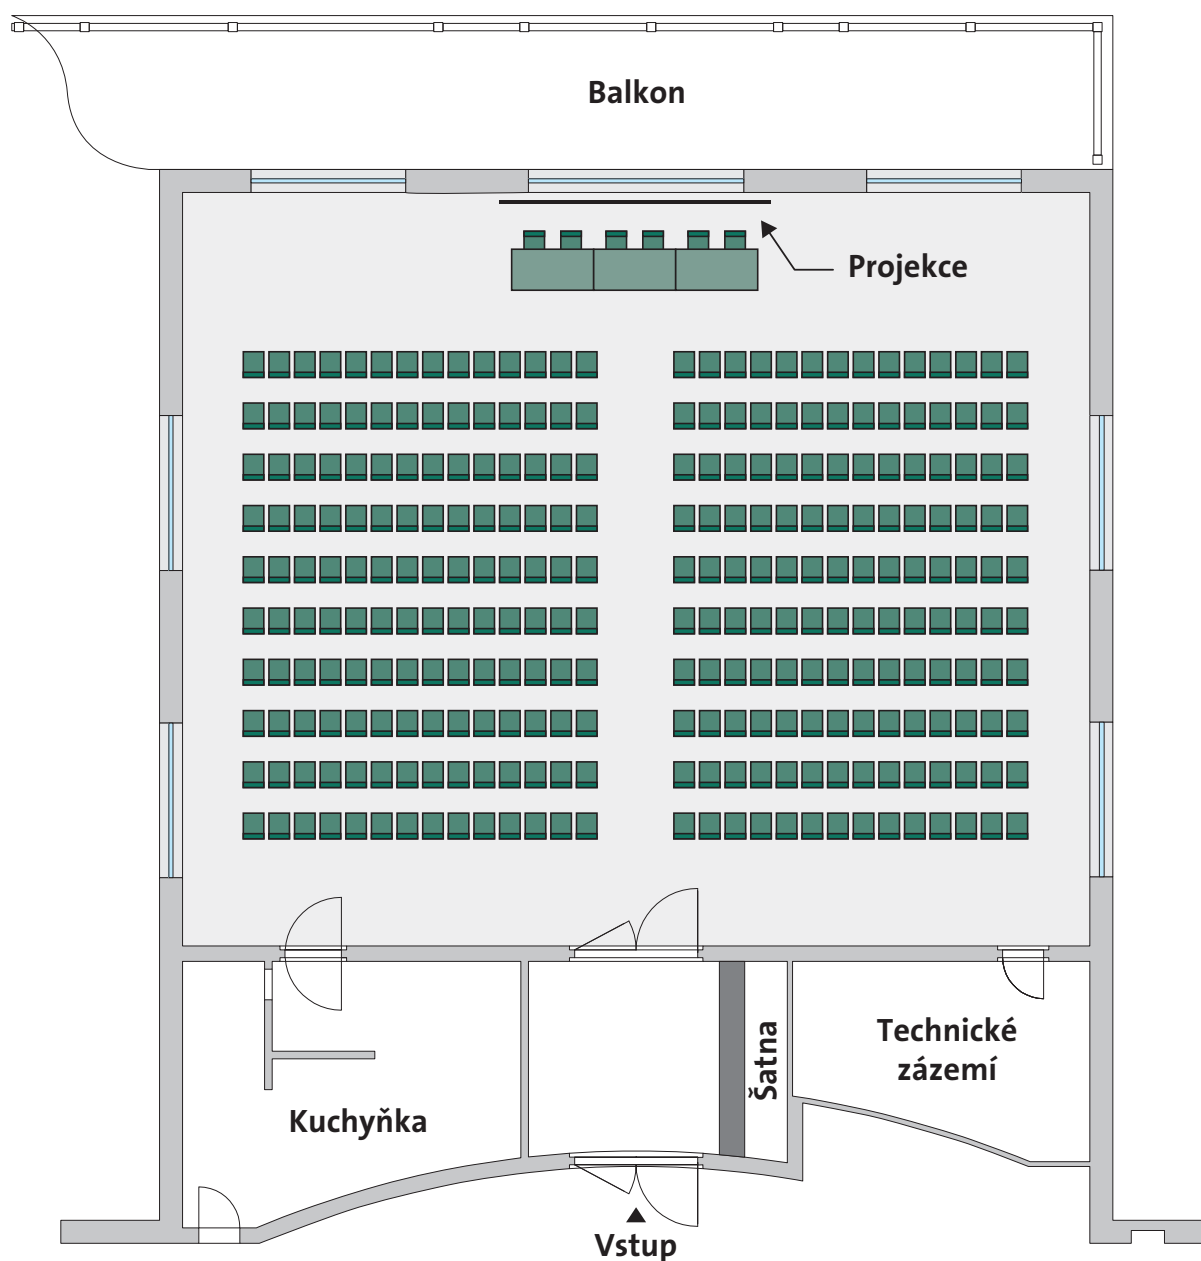 Balkon
Projekce
Šatna
Technické
zázemí
Kuchyňka
Vstup